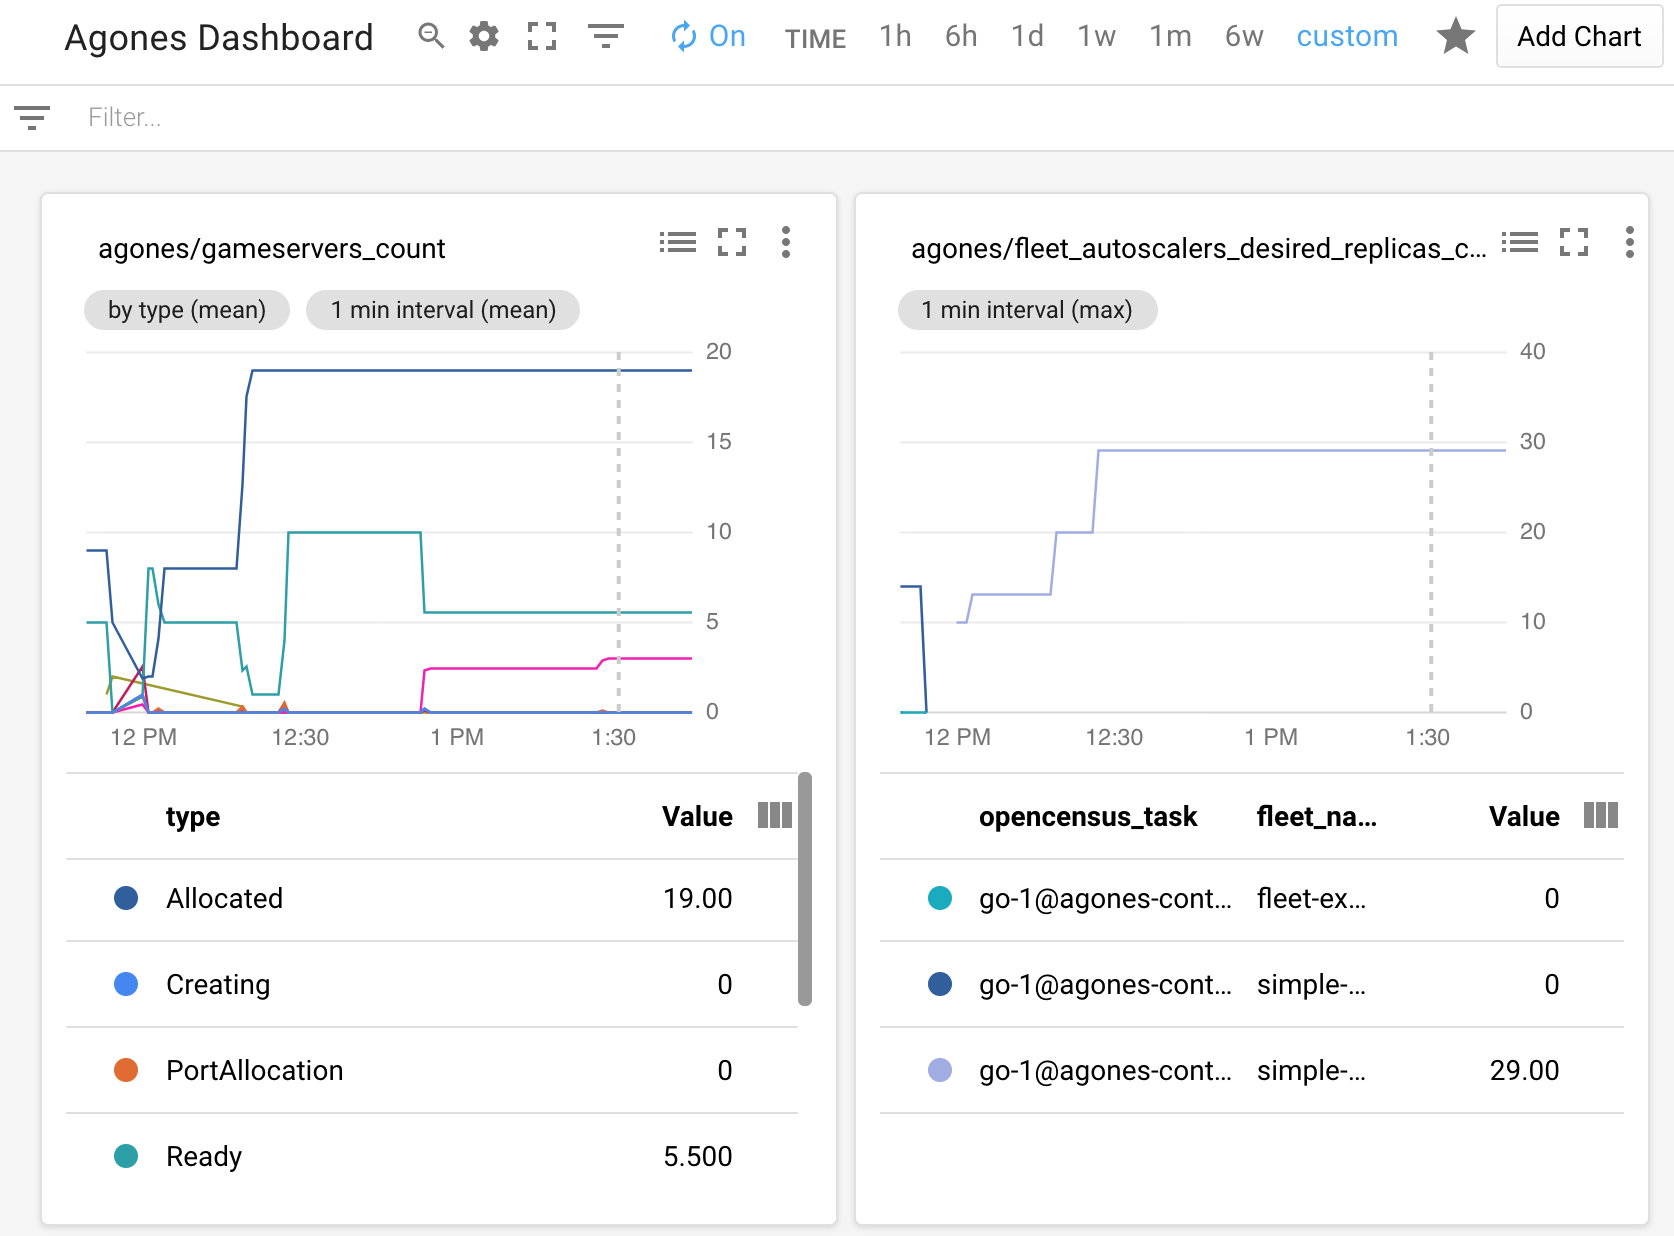 Agones Dashboard On TIME 1h 6h 1d 1w 1m 6w custom Add Chart
Filter...
agones/gameservers_count
by type (mean) 1 min interval (mean)
20
15
10
5
0
12 PM 12:30 1 PM 1:30
type Value
Allocated 19.00
Creating 0
PortAllocation 0
Ready 5.500
agones/fleet_autoscalers_desired_replicas_c...
1 min interval (max)
40
30
20
10
0
12 PM 12:30 1 PM 1:30
opencensus_task fleet_na... Value
go-1@agones-cont... fleet-ex... 0
go-1@agones-cont... simple-... 0
go-1@agones-cont... simple-... 29.00